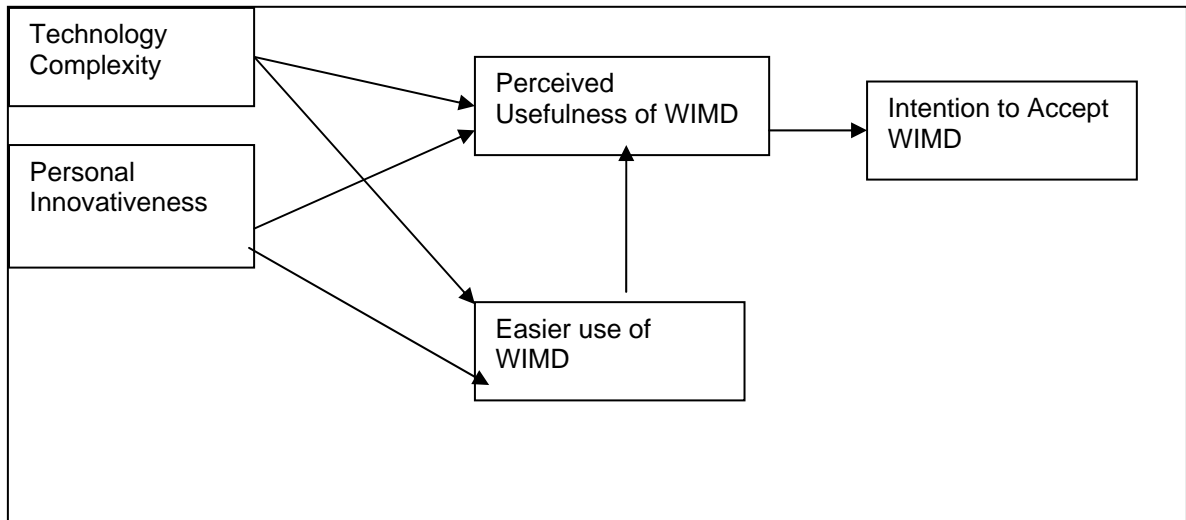 Technology
Complexity
Perceived
Usefulness of WIMD
Intention to Accept
WIMD
Personal
Innovativeness
Easier use of
WIMD